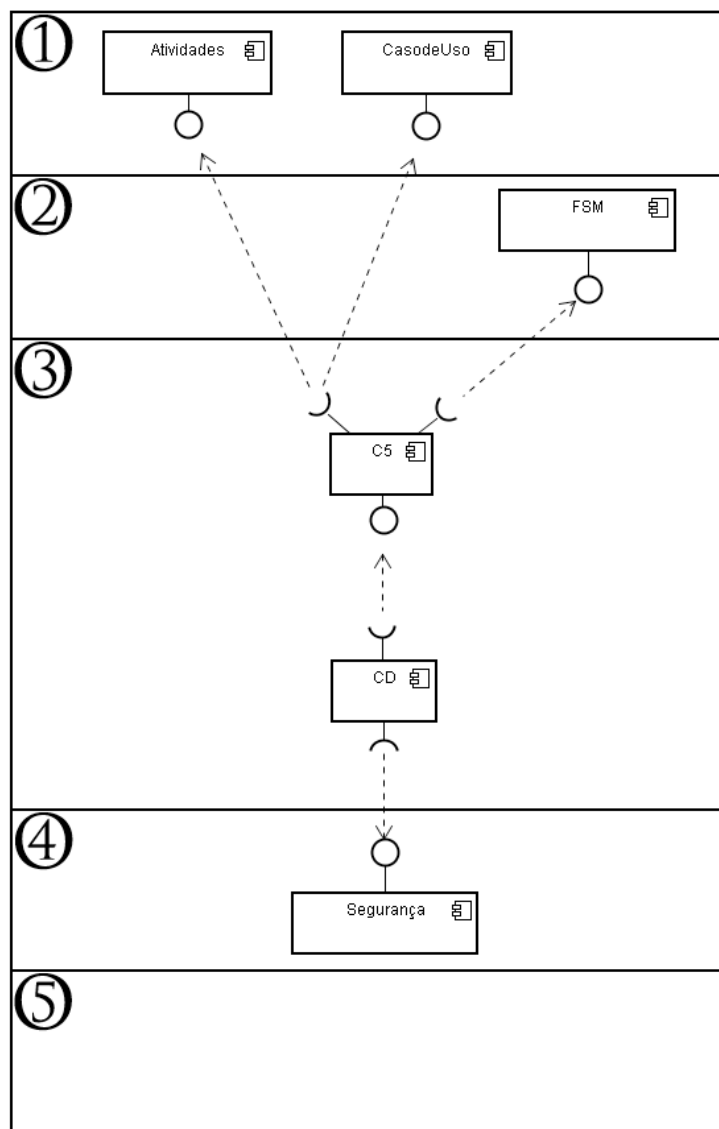 ①
Atividades
CasodeUso
②
FSM
③
C5
CD
④
Segurança
⑤